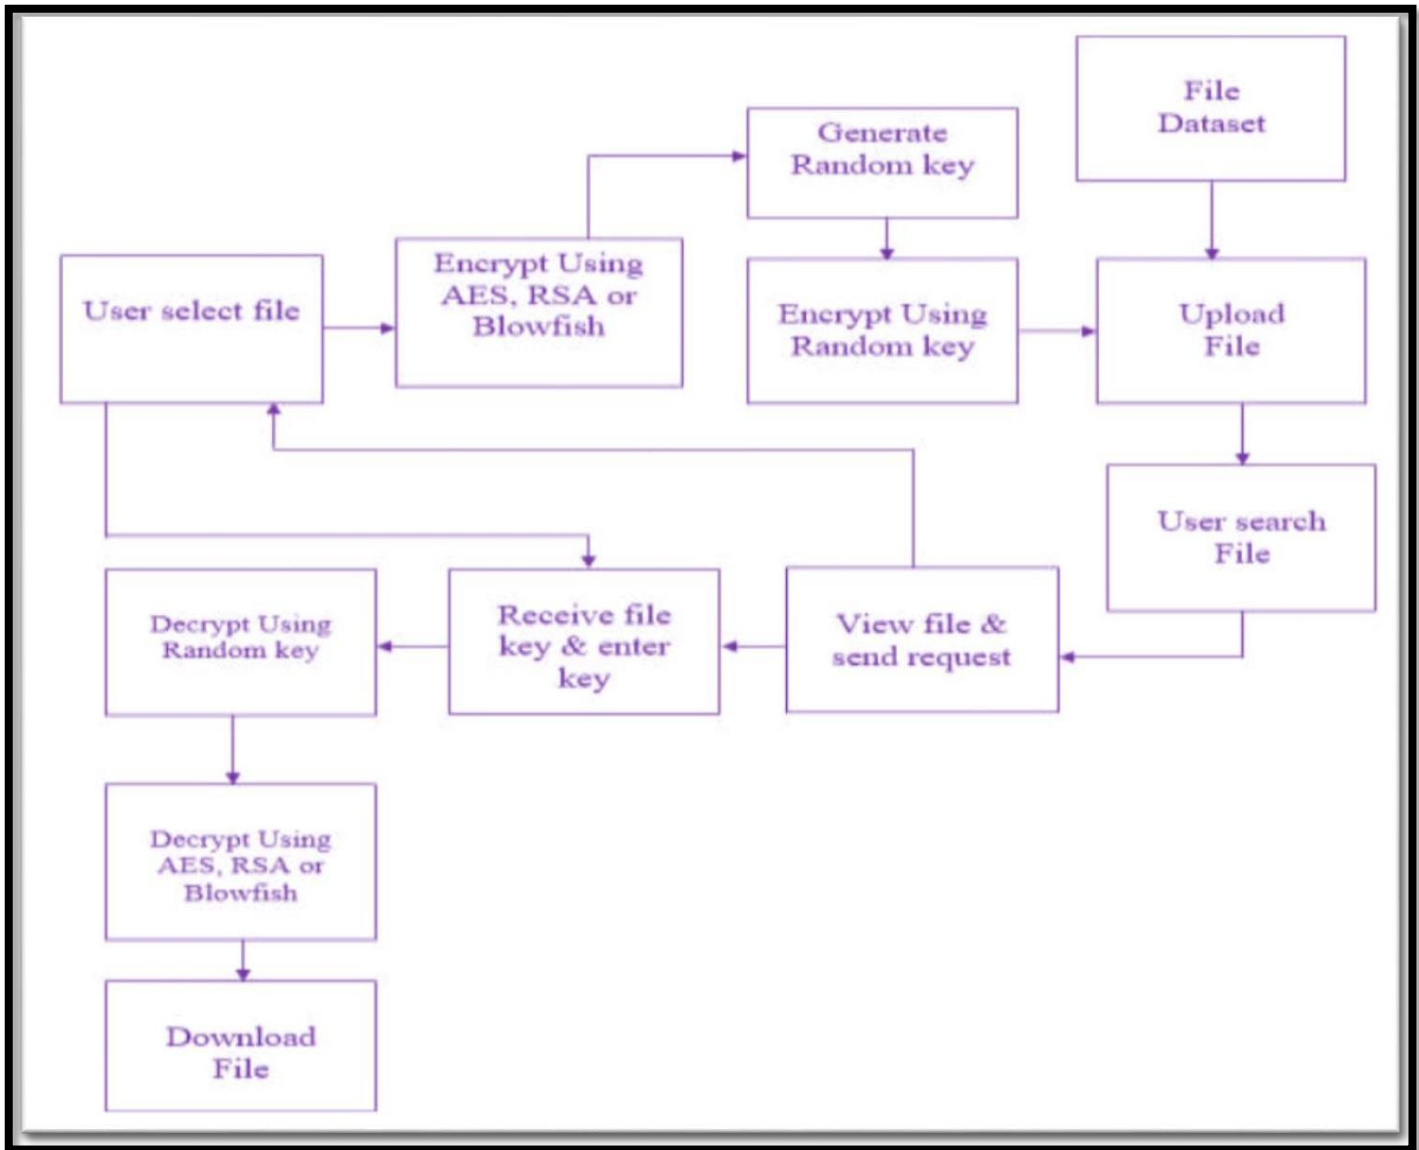 File
Dataset
Generate
Random key
User select file
Encrypt Using
AES, RSA or
Blowfish
Encrypt Using
Random key
Upload
File
User search
File
View file &
send request
Receive file
key & enter
key
Decrypt Using
Random key
Decrypt Using
AES, RSA or
Blowfish
Download
File